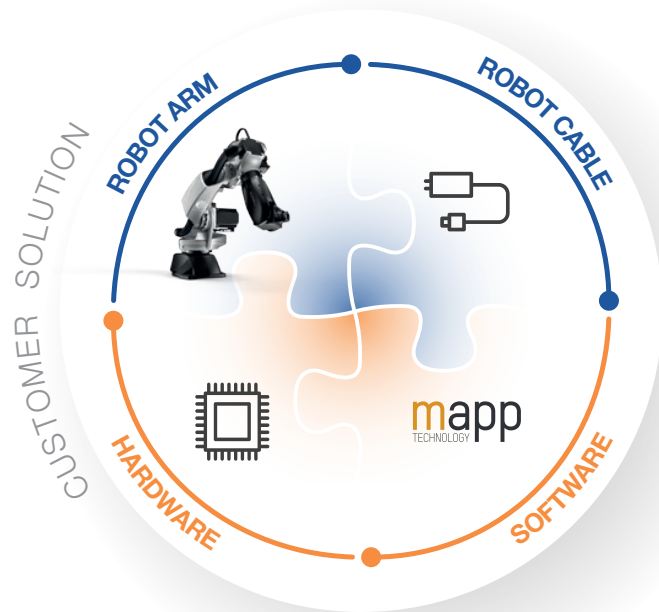 CUSTOMER SOLUTION
ROBOT ARM
ROBOT CABLE
mapp
TECHNOLOGY
HARDWARE
SOFTWARE